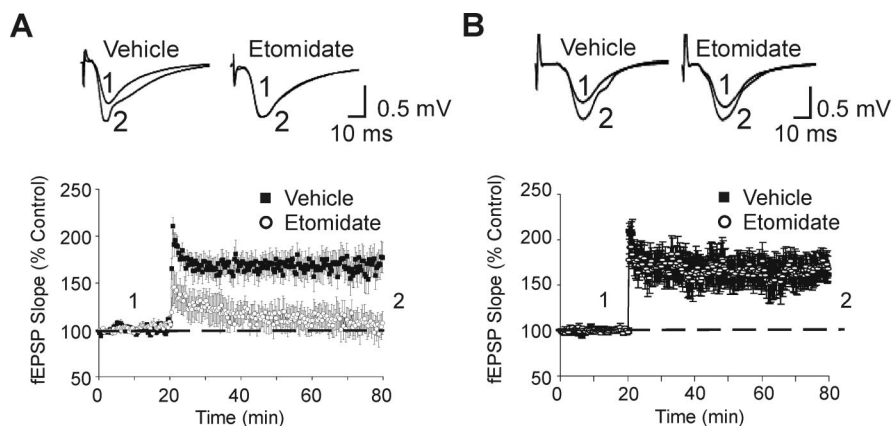 A
Vehicle
Etomidate
1
2
1
2
0.5 mV
10 ms
250
200
150
100
50
fEPSP Slope (% Control)
Vehicle
Etomidate
1
2
0
20
40
60
80
Time (min)
B
Vehicle
Etomidate
1
2
1
2
0.5 mV
10 ms
250
200
150
100
50
fEPSP Slope (% Control)
Vehicle
Etomidate
1
2
0
20
40
60
80
Time (min)